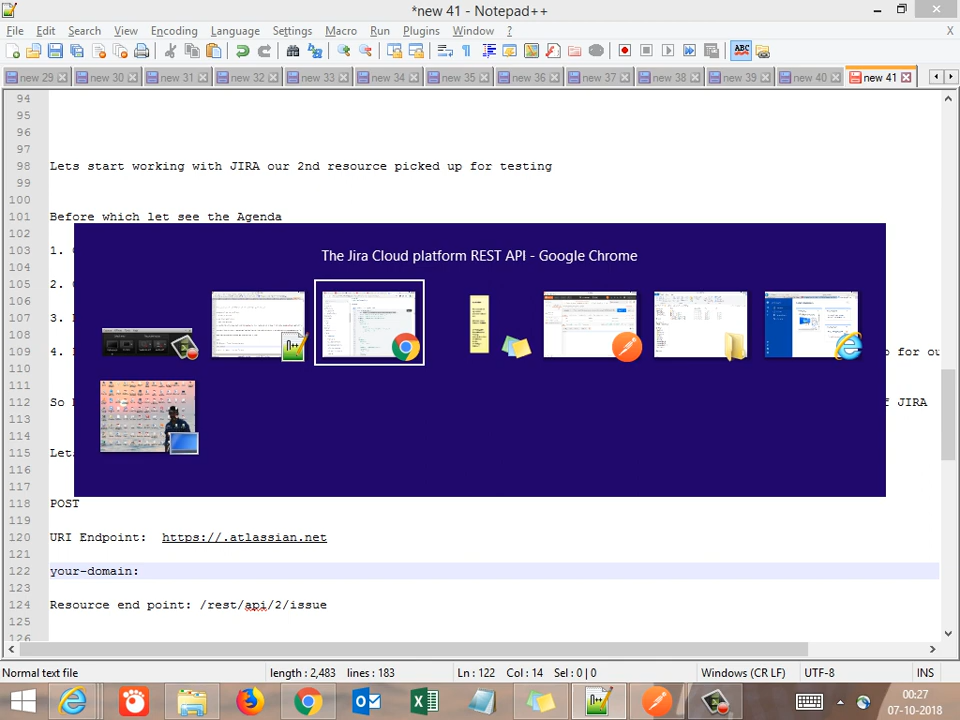 *new 41 - Notepad++
File Edit Search View Encoding Language Settings Macro Run Plugins Window ? X
new 29 new 30 new 31 new 32 new 33 new 34 new 35 new 36 new 37 new 38 new 39 new 40 new 41
94
95
96
97
98 Lets start working with JIRA our 2nd resource picked up for testing
99
100
101 Before which let see the Agenda
102
The Jira Cloud platform REST API - Google Chrome
103 1.
104
105 2.
106
107 3.
108
109 4. for ou
110
111
112 So f JIRA
113
114
115 Let
116
117
118 POST
119
120 URI Endpoint: https://.atlassian.net
121
122 your-domain:
123
124 Resource end point: /rest/api/2/issue
125
126
Normal text file length : 2,483 lines : 183 Ln : 122 Col : 14 Sel : 0 | 0 Windows (CR LF) UTF-8 INS
00:27
07-10-2018